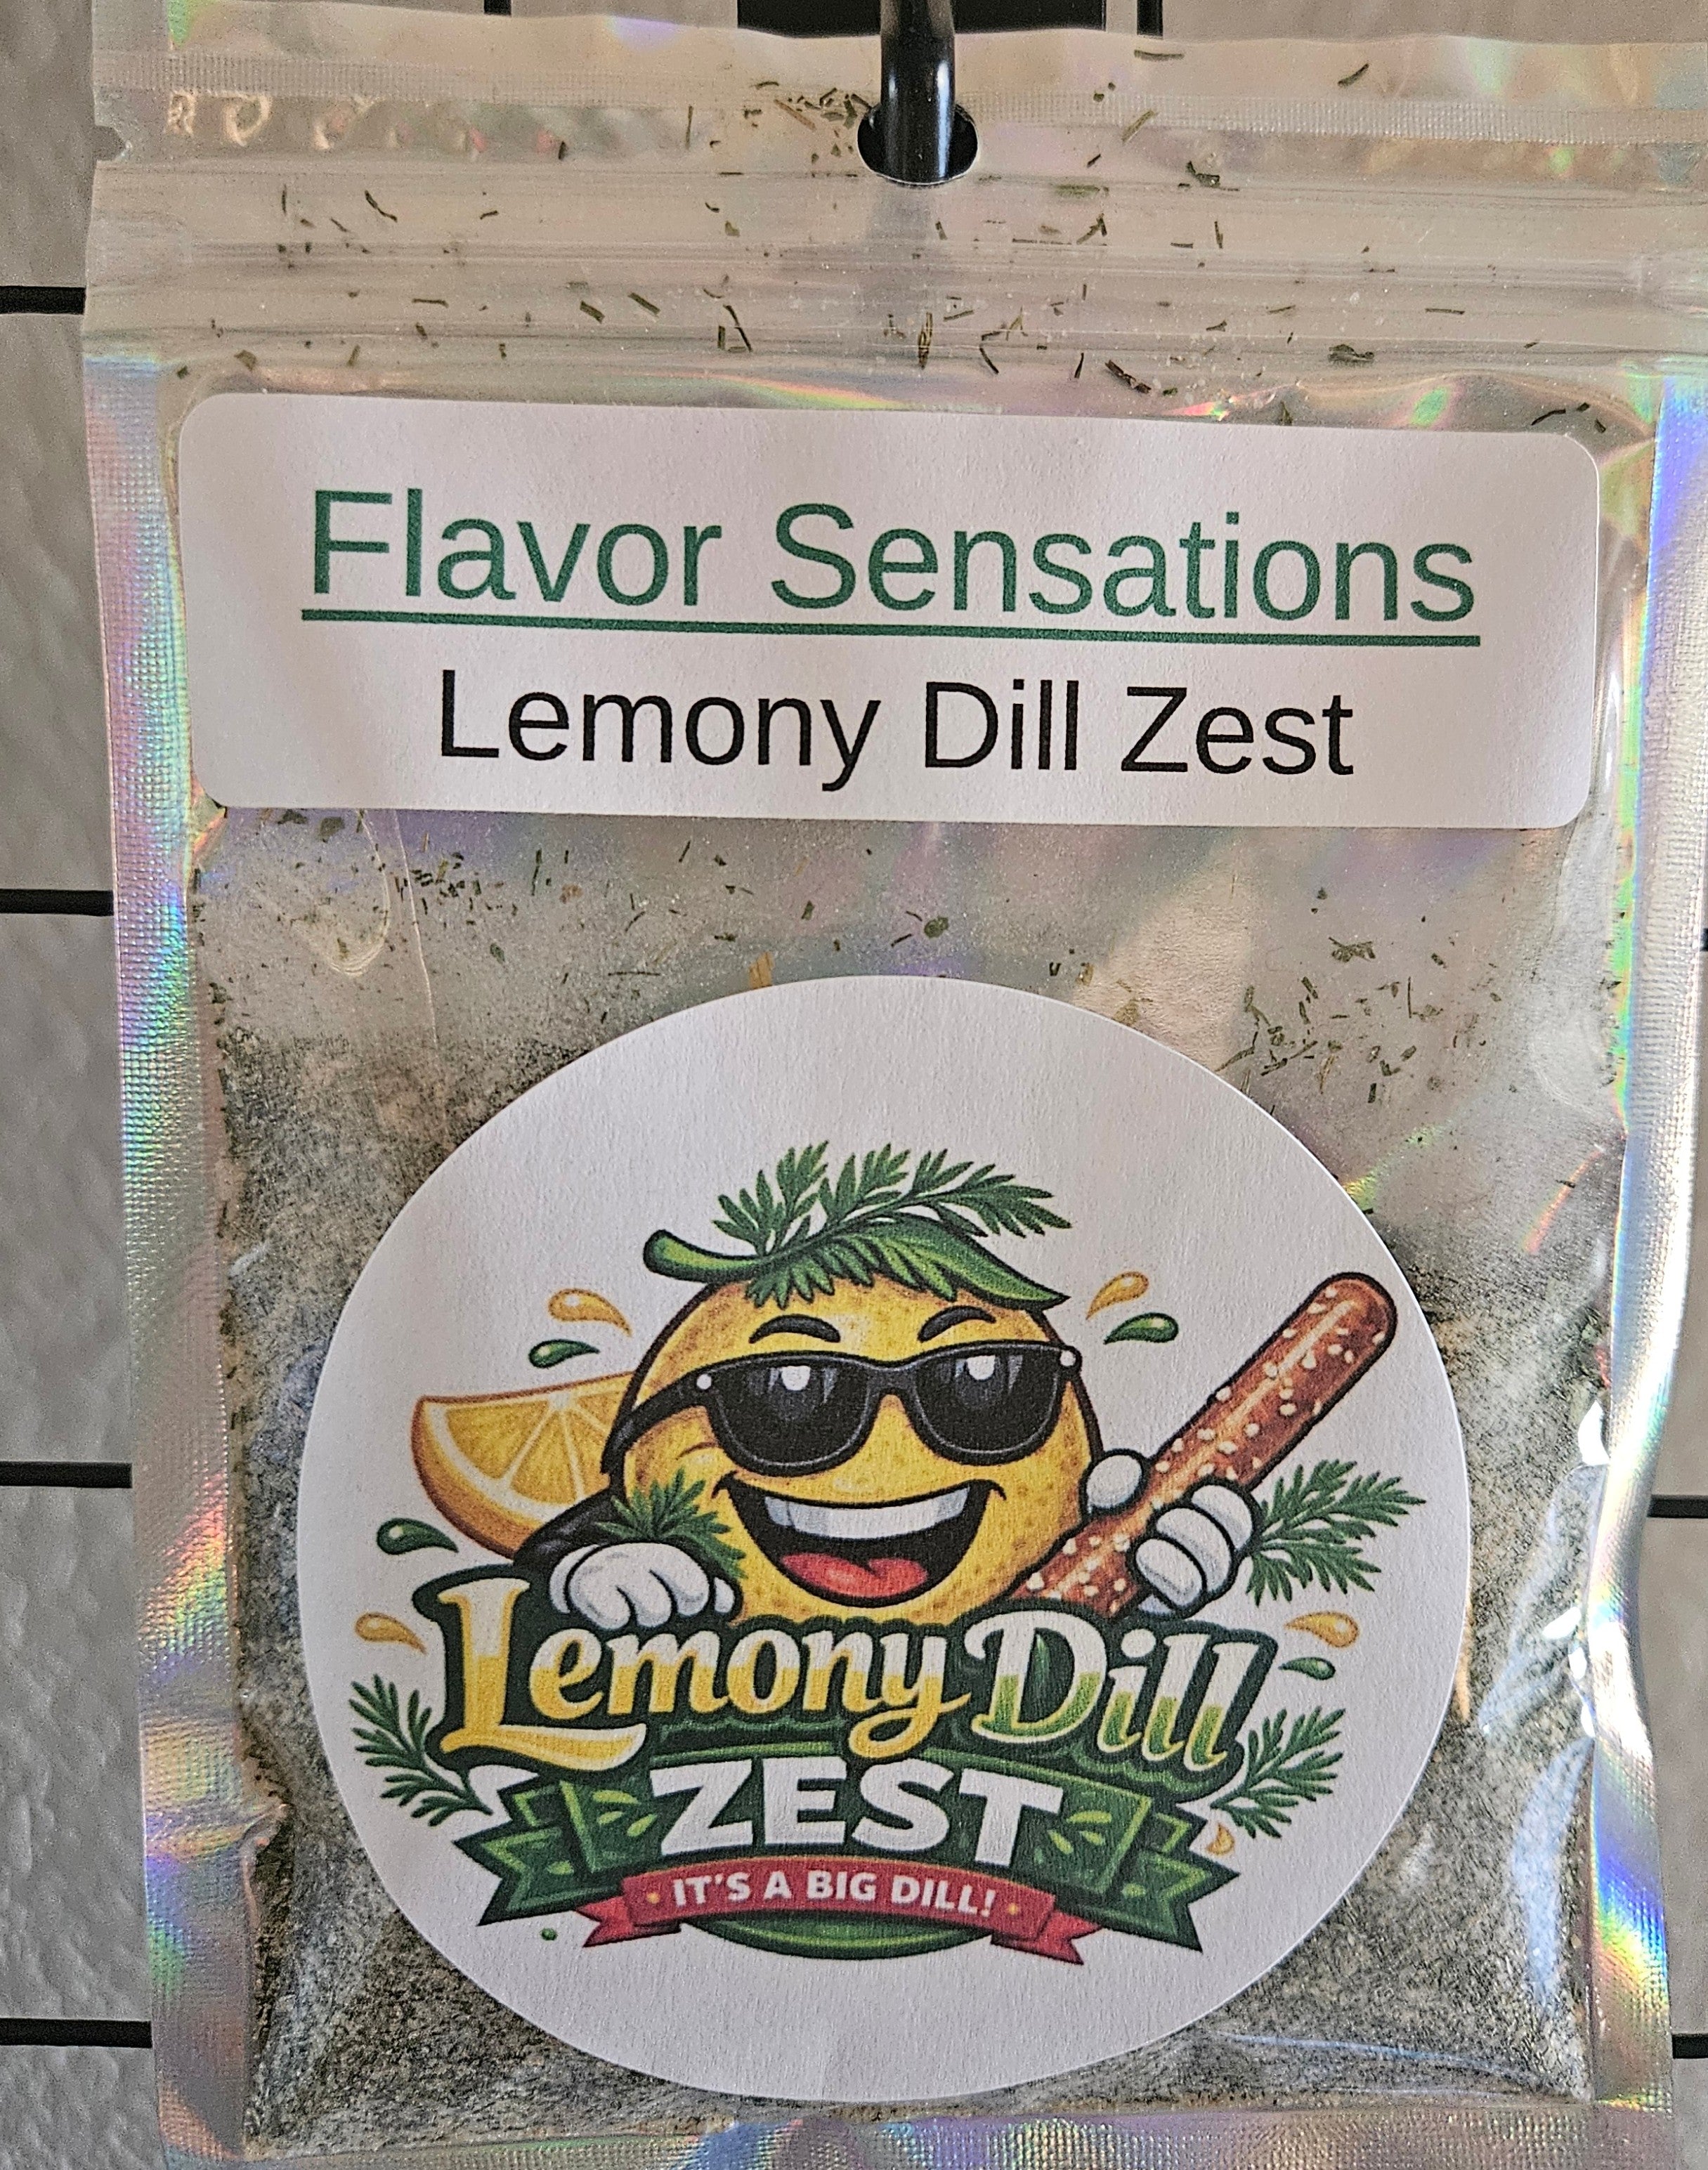 Flavor Sensations
Lemony Dill Zest
Lemony Dill
ZEST
IT'S A BIG DILL!